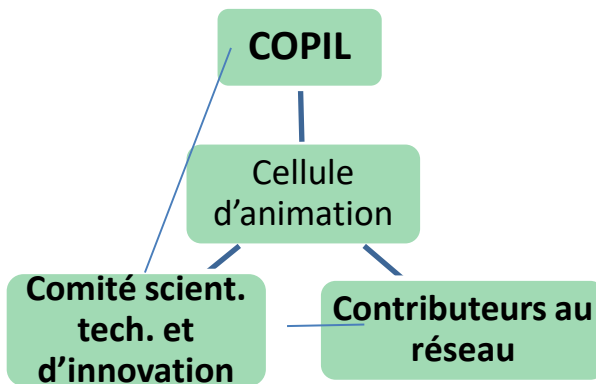 COPIL
Cellule
d’animation
Comité scient.
tech. et
d’innovation
Contributeurs au
réseau